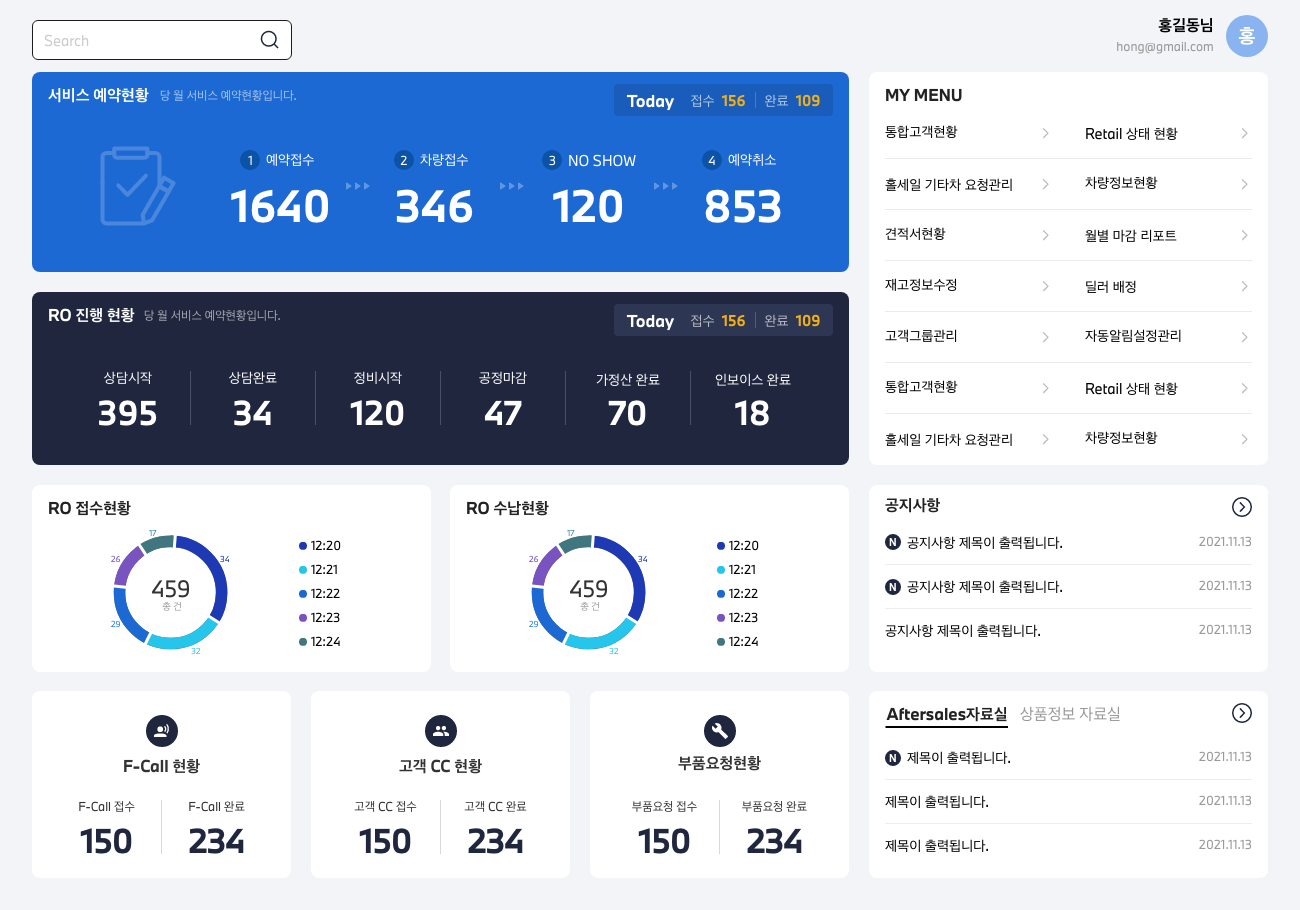 Search
홍길동님
hong@gmail.com
홍
서비스 예약현황 당 월 서비스 예약현황입니다.
Today 접수 156 완료 109
1 예약접수
1640
2 차량접수
346
3 NO SHOW
120
4 예약취소
853
RO 진행 현황 당 월 서비스 예약현황입니다.
Today 접수 156 완료 109
상담시작
395
상담완료
34
정비시작
120
공정마감
47
가정산 완료
70
인보이스 완료
18
MY MENU
통합고객현황
Retail 상태 현황
홀세일 기타차 요청관리
차량정보현황
견적서현황
월별 마감 리포트
재고정보수정
딜러 배정
고객그룹관리
자동알림설정관리
통합고객현황
Retail 상태 현황
홀세일 기타차 요청관리
차량정보현황
RO 접수현황
17
26
34
459
총 건
29
32
12:20
12:21
12:22
12:23
12:24
RO 수납현황
17
26
34
459
총 건
29
32
12:20
12:21
12:22
12:23
12:24
공지사항
N 공지사항 제목이 출력됩니다. 2021.11.13
N 공지사항 제목이 출력됩니다. 2021.11.13
공지사항 제목이 출력됩니다. 2021.11.13
F-Call 현황
F-Call 접수
150
F-Call 완료
234
고객 CC 현황
고객 CC 접수
150
고객 CC 완료
234
부품요청현황
부품요청 접수
150
부품요청 완료
234
Aftersales자료실 상품정보 자료실
N 제목이 출력됩니다. 2021.11.13
제목이 출력됩니다. 2021.11.13
제목이 출력됩니다. 2021.11.13